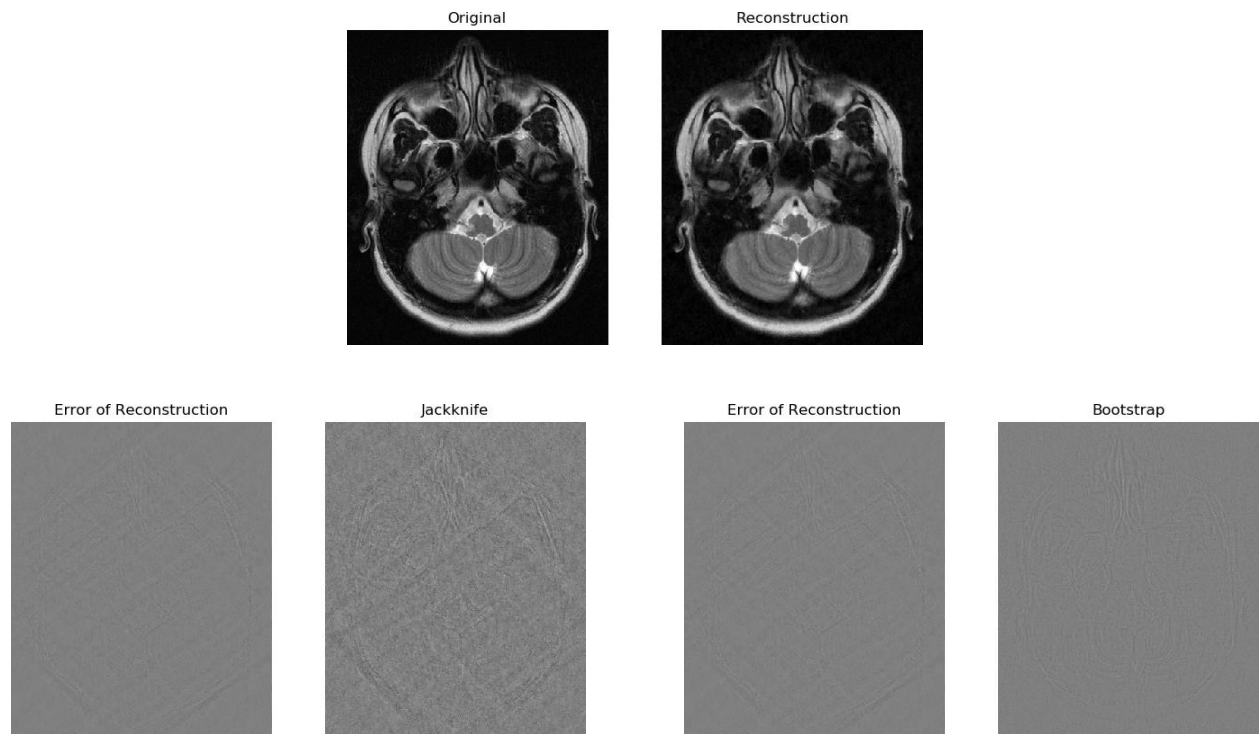 Original
Reconstruction
Error of Reconstruction
Jackknife
Error of Reconstruction
Bootstrap